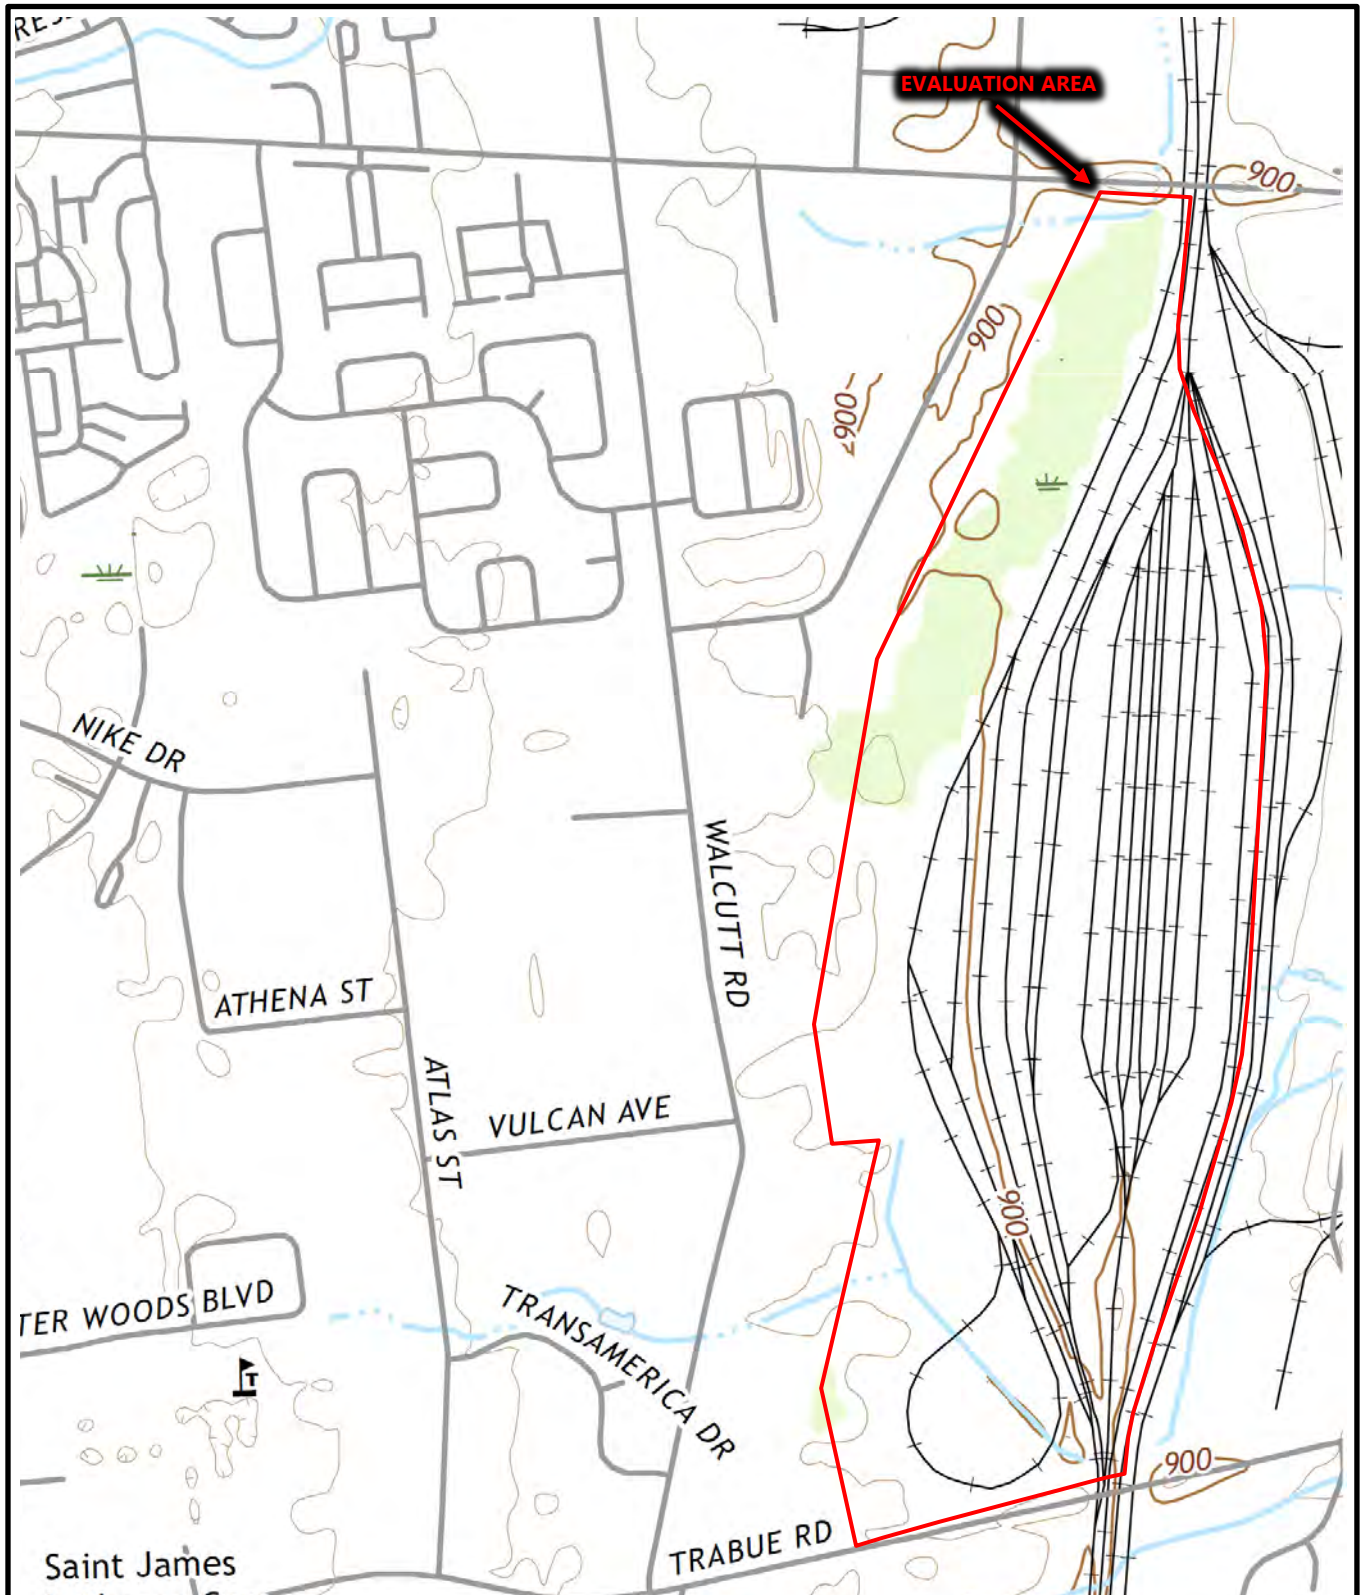 EVALUATION AREA
900
900
900
NIKE DR
WALCUTT RD
ATHENA ST
ATLAS ST
VULCAN AVE
900
TER WOODS BLVD
TRANSAMERICA DR
T
900
TRABUE RD
Saint James